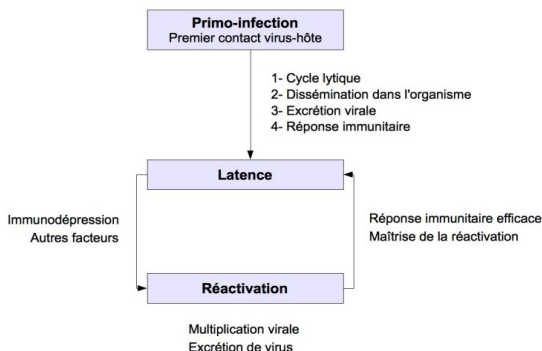 Primo-infection
Premier contact virus-hôte
1- Cycle lytique
2- Dissémination dans l'organisme
3- Excrétion virale
4- Réponse immunitaire
Latence
Immunodépression
Autres facteurs
Réponse immunitaire efficace
Maîtrise de la réactivation
Réactivation
Multiplication virale
Excrétion de virus